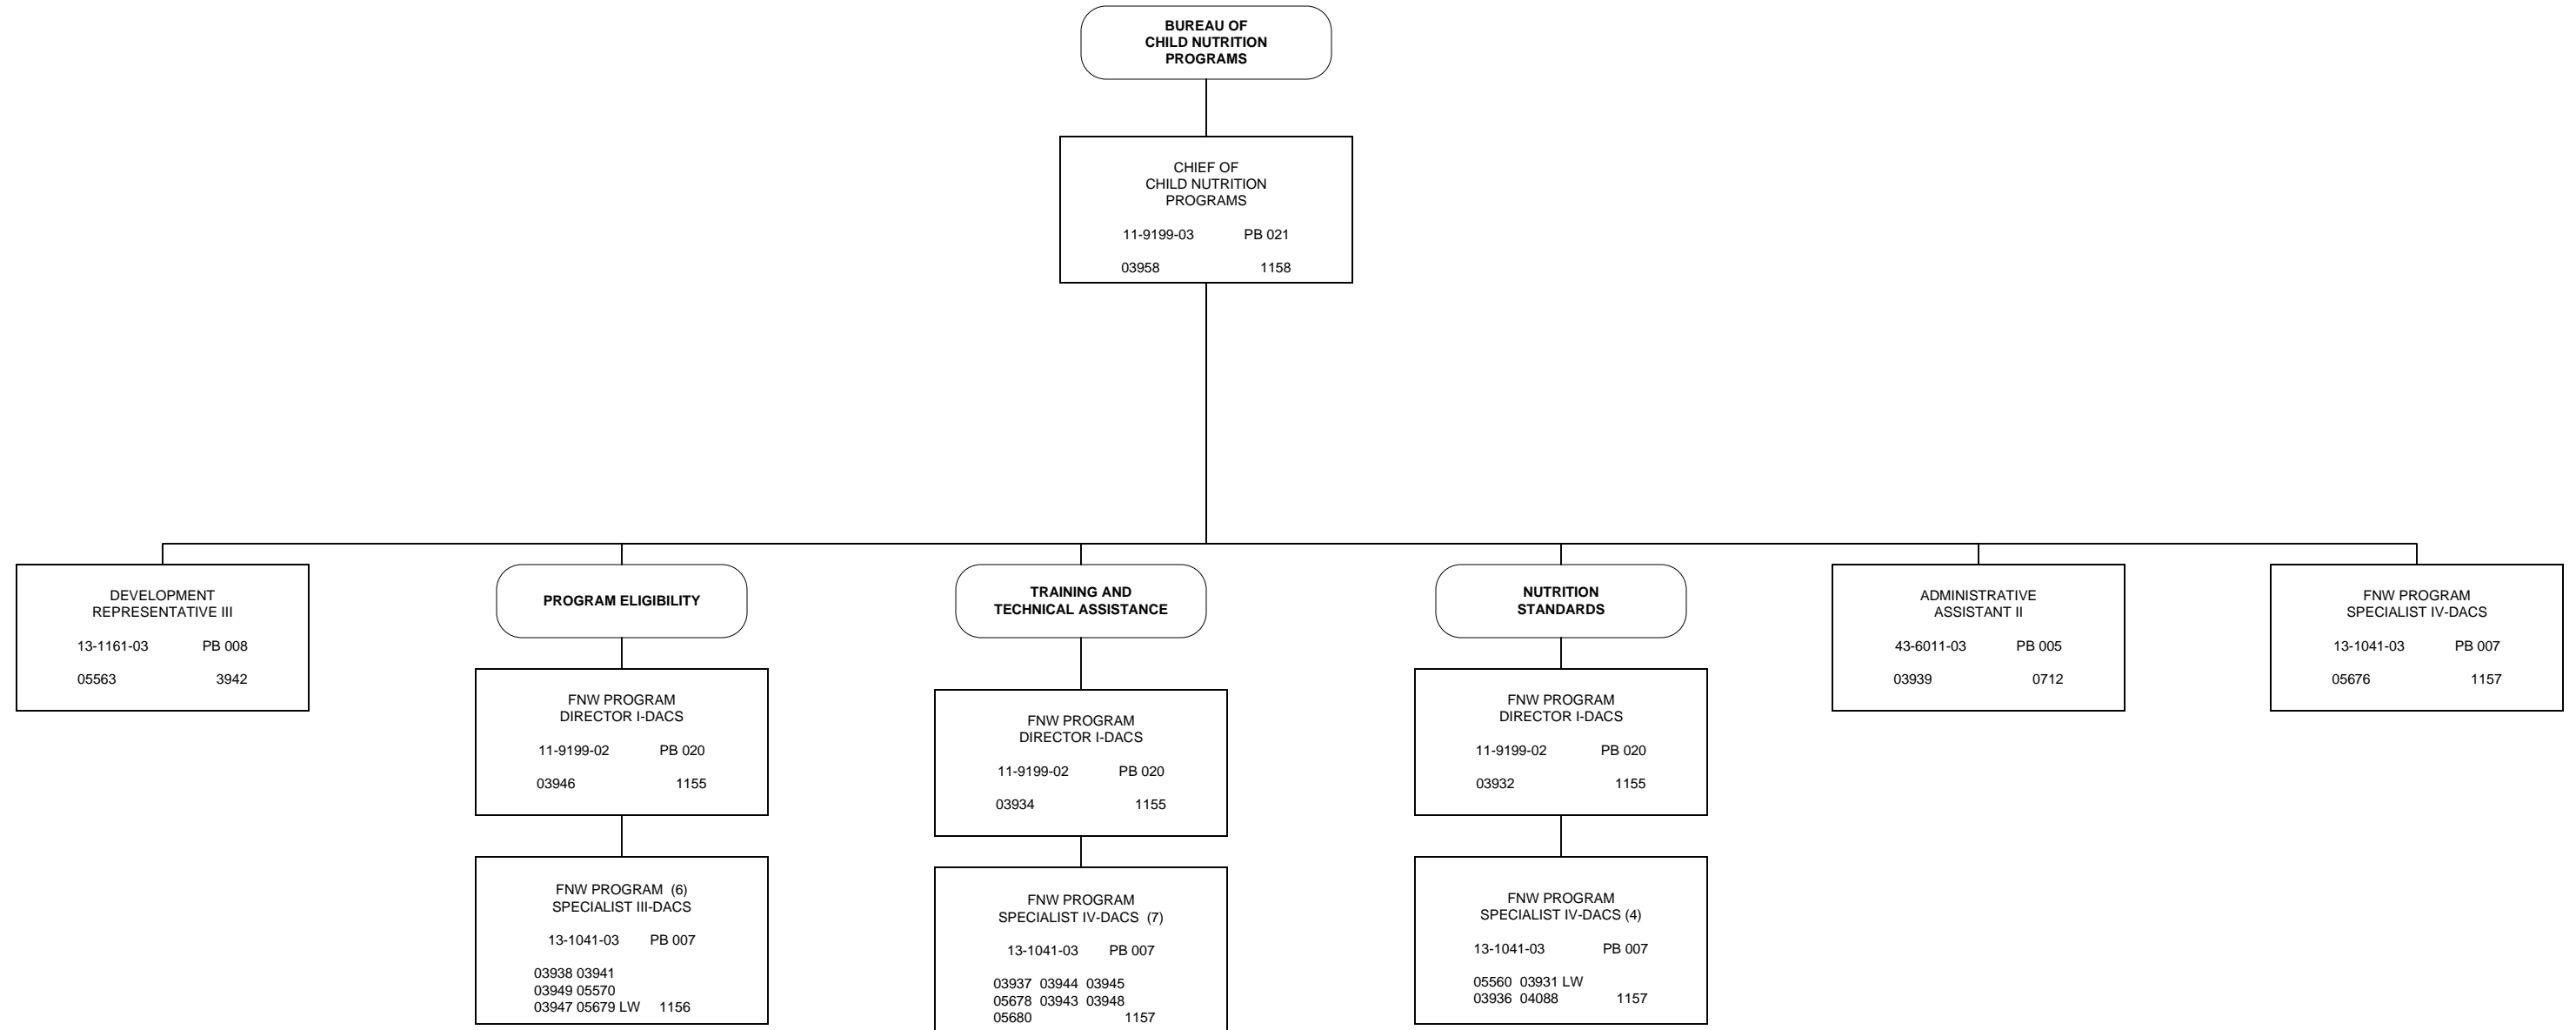 BUREAU OF
CHILD NUTRITION
PROGRAMS
CHIEF OF
CHILD NUTRITION
PROGRAMS
11-9199-03 PB 021
03958 1158
DEVELOPMENT
REPRESENTATIVE III
13-1161-03 PB 008
05563 3942
PROGRAM ELIGIBILITY
FNW PROGRAM
DIRECTOR I-DACS
11-9199-02 PB 020
03946 1155
FNW PROGRAM (6)
SPECIALIST III-DACS
13-1041-03 PB 007
03938 03941
03949 05570
03947 05679 LW 1156
TRAINING AND
TECHNICAL ASSISTANCE
FNW PROGRAM
DIRECTOR I-DACS
11-9199-02 PB 020
03934 1155
FNW PROGRAM
SPECIALIST IV-DACS (7)
13-1041-03 PB 007
03937 03944 03945
05678 03943 03948
05680 1157
NUTRITION
STANDARDS
FNW PROGRAM
DIRECTOR I-DACS
11-9199-02 PB 020
03932 1155
FNW PROGRAM
SPECIALIST IV-DACS (4)
13-1041-03 PB 007
05560 03931 LW
03936 04088 1157
ADMINISTRATIVE
ASSISTANT II
43-6011-03 PB 005
03939 0712
FNW PROGRAM
SPECIALIST IV-DACS
13-1041-03 PB 007
05676 1157